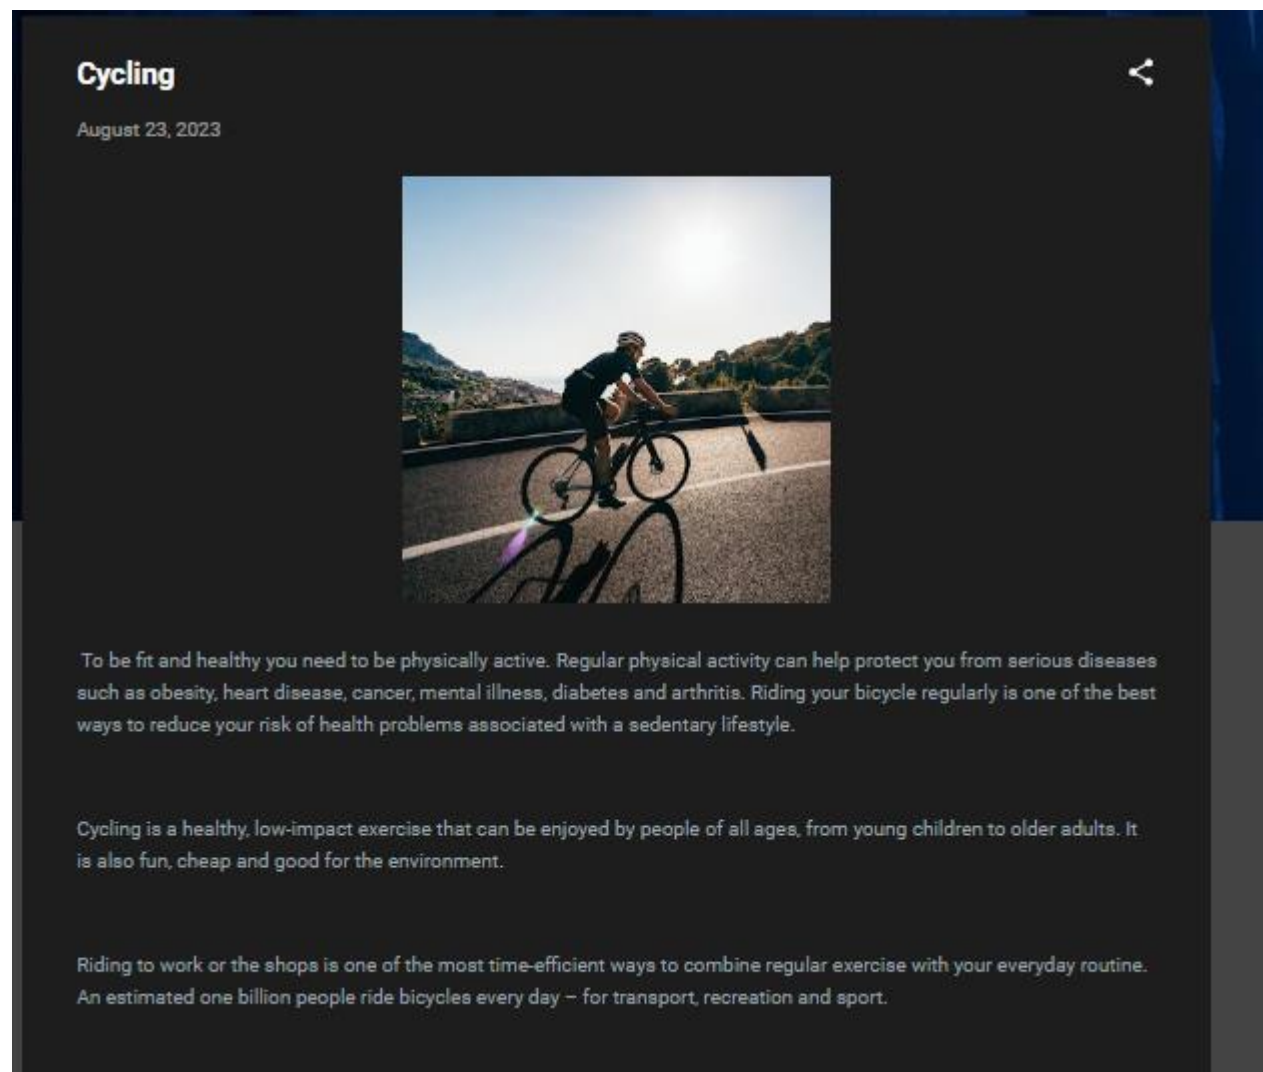 Cycling
August 23, 2023
To be fit and healthy you need to be physically active. Regular physical activity can help protect you from serious diseases
such as obesity, heart disease, cancer, mental illness, diabetes and arthritis. Riding your bicycle regularly is one of the best
ways to reduce your risk of health problems associated with a sedentary lifestyle.
Cycling is a healthy, low-impact exercise that can be enjoyed by people of all ages, from young children to older adults. It
is also fun, cheap and good for the environment.
Riding to work or the shops is one of the most time-efficient ways to combine regular exercise with your everyday routine.
An estimated one billion people ride bicycles every day – for transport, recreation and sport.